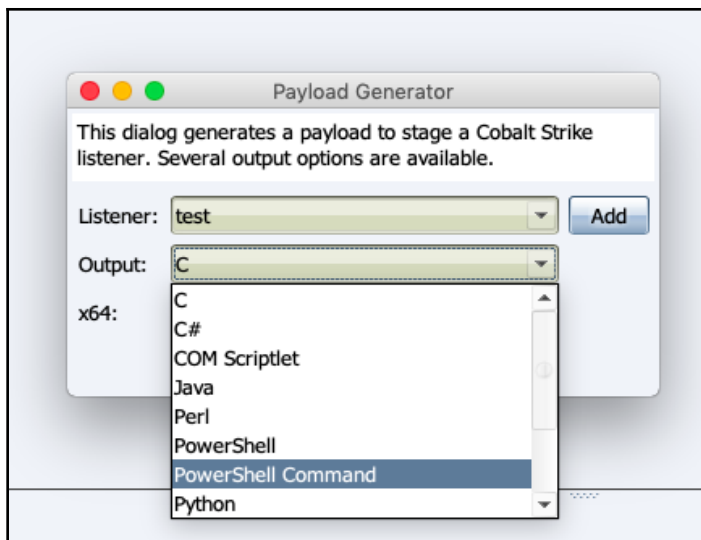 Payload Generator
This dialog generates a payload to stage a Cobalt Strike
listener. Several output options are available.
Listener: test Add
Output: C
x64:
C
C#
COM Scriptlet
Java
Perl
PowerShell
PowerShell Command
Python